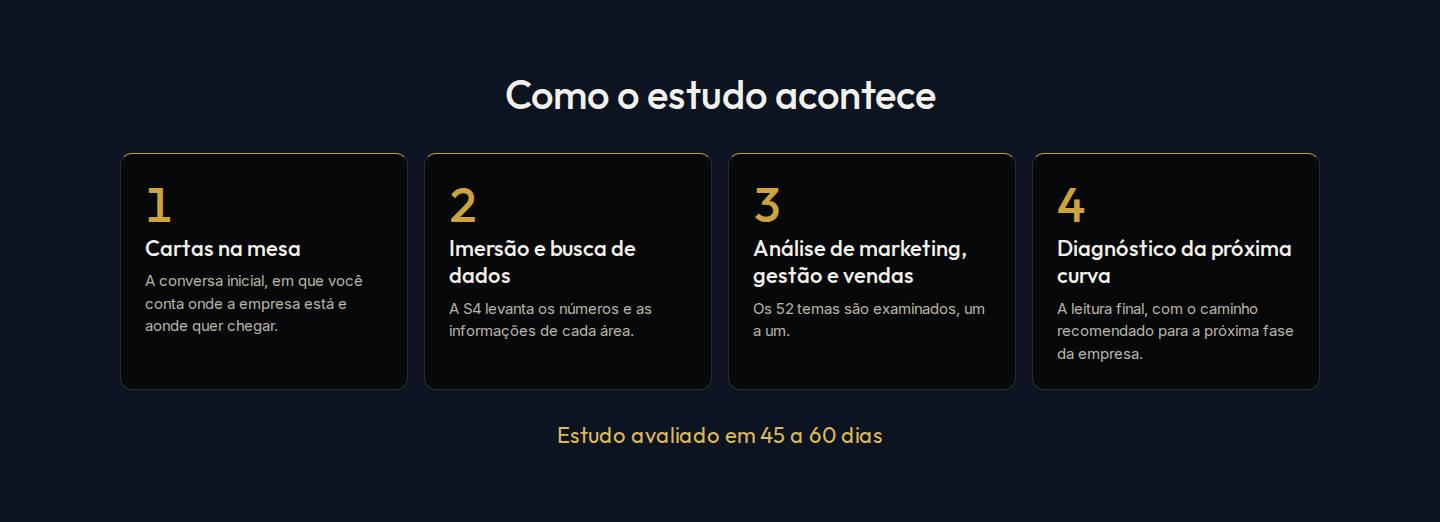 Como o estudo acontece
1
Cartas na mesa
A conversa inicial, em que você
conta onde a empresa está e
aonde quer chegar.
2
Imersão e busca de
dados
A S4 levanta os números e as
informações de cada área.
3
Análise de marketing,
gestão e vendas
Os 52 temas são examinados, um
a um.
4
Diagnóstico da próxima
curva
A leitura final, com o caminho
recomendado para a próxima fase
da empresa.
Estudo avaliado em 45 a 60 dias